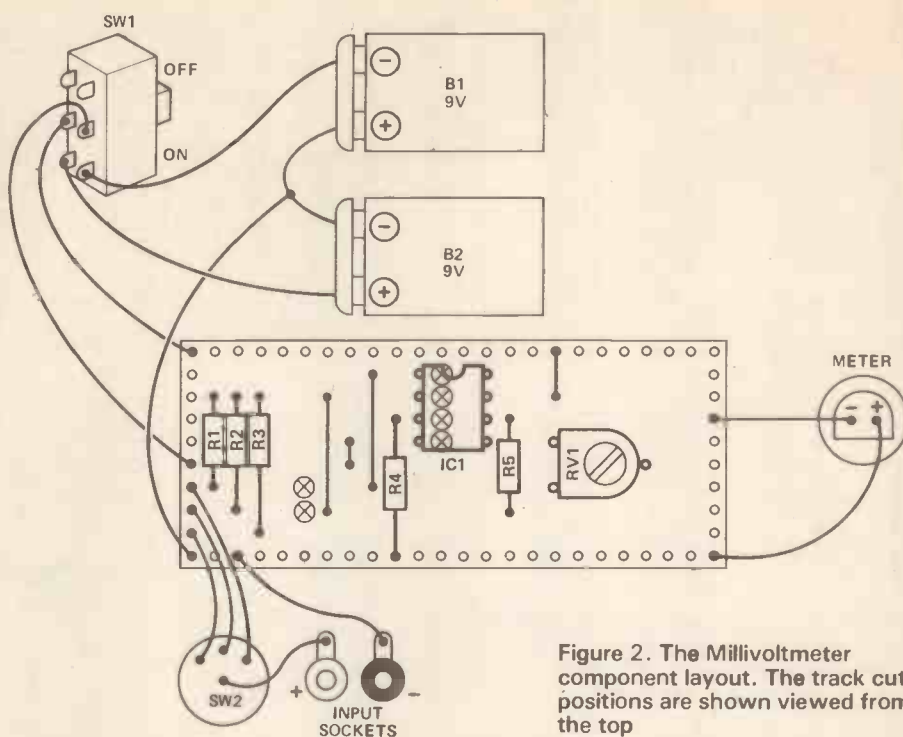 SW1
OFF
ON
−
B1
9V
+
−
B2
9V
+
METER
− +
R1 R2 R3
R4
IC1
R5
RV1
SW2
+
−
INPUT
SOCKETS
Figure 2. The Millivoltmeter
component layout. The track cut
positions are shown viewed from
the top